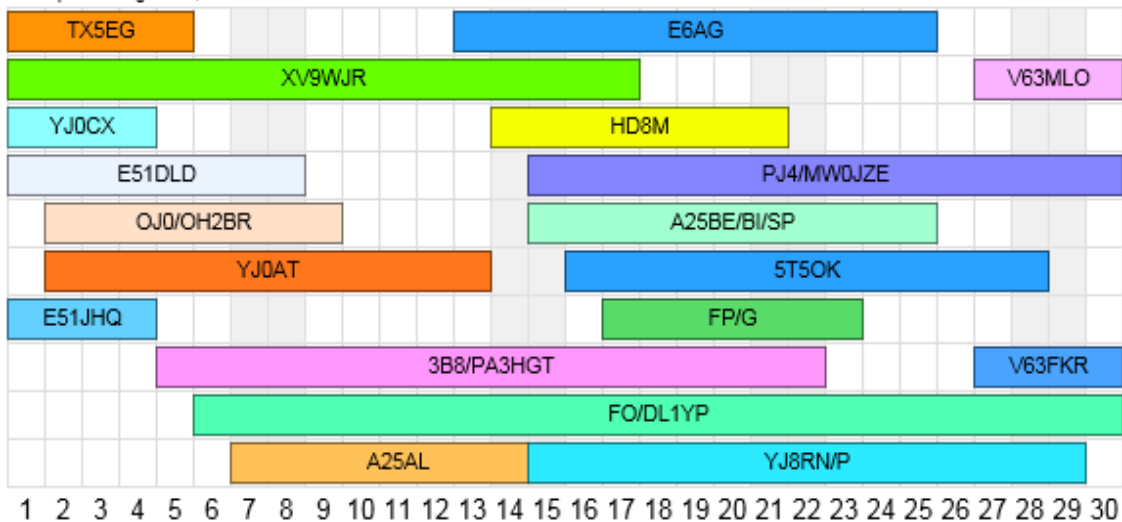 TX5EG E6AG
XV9WJR V63MLO
YJ0CX HD8M
E51DLD PJ4/MW0JZE
OJ0/OH2BR A25BE/BI/SP
YJ0AT 5T5OK
E51JHQ FP/G
3B8/PA3HGT V63FKR
FO/DL1YP
A25AL YJ8RN/P
1 2 3 4 5 6 7 8 9 10 11 12 13 14 15 16 17 18 19 20 21 22 23 24 25 26 27 28 29 30